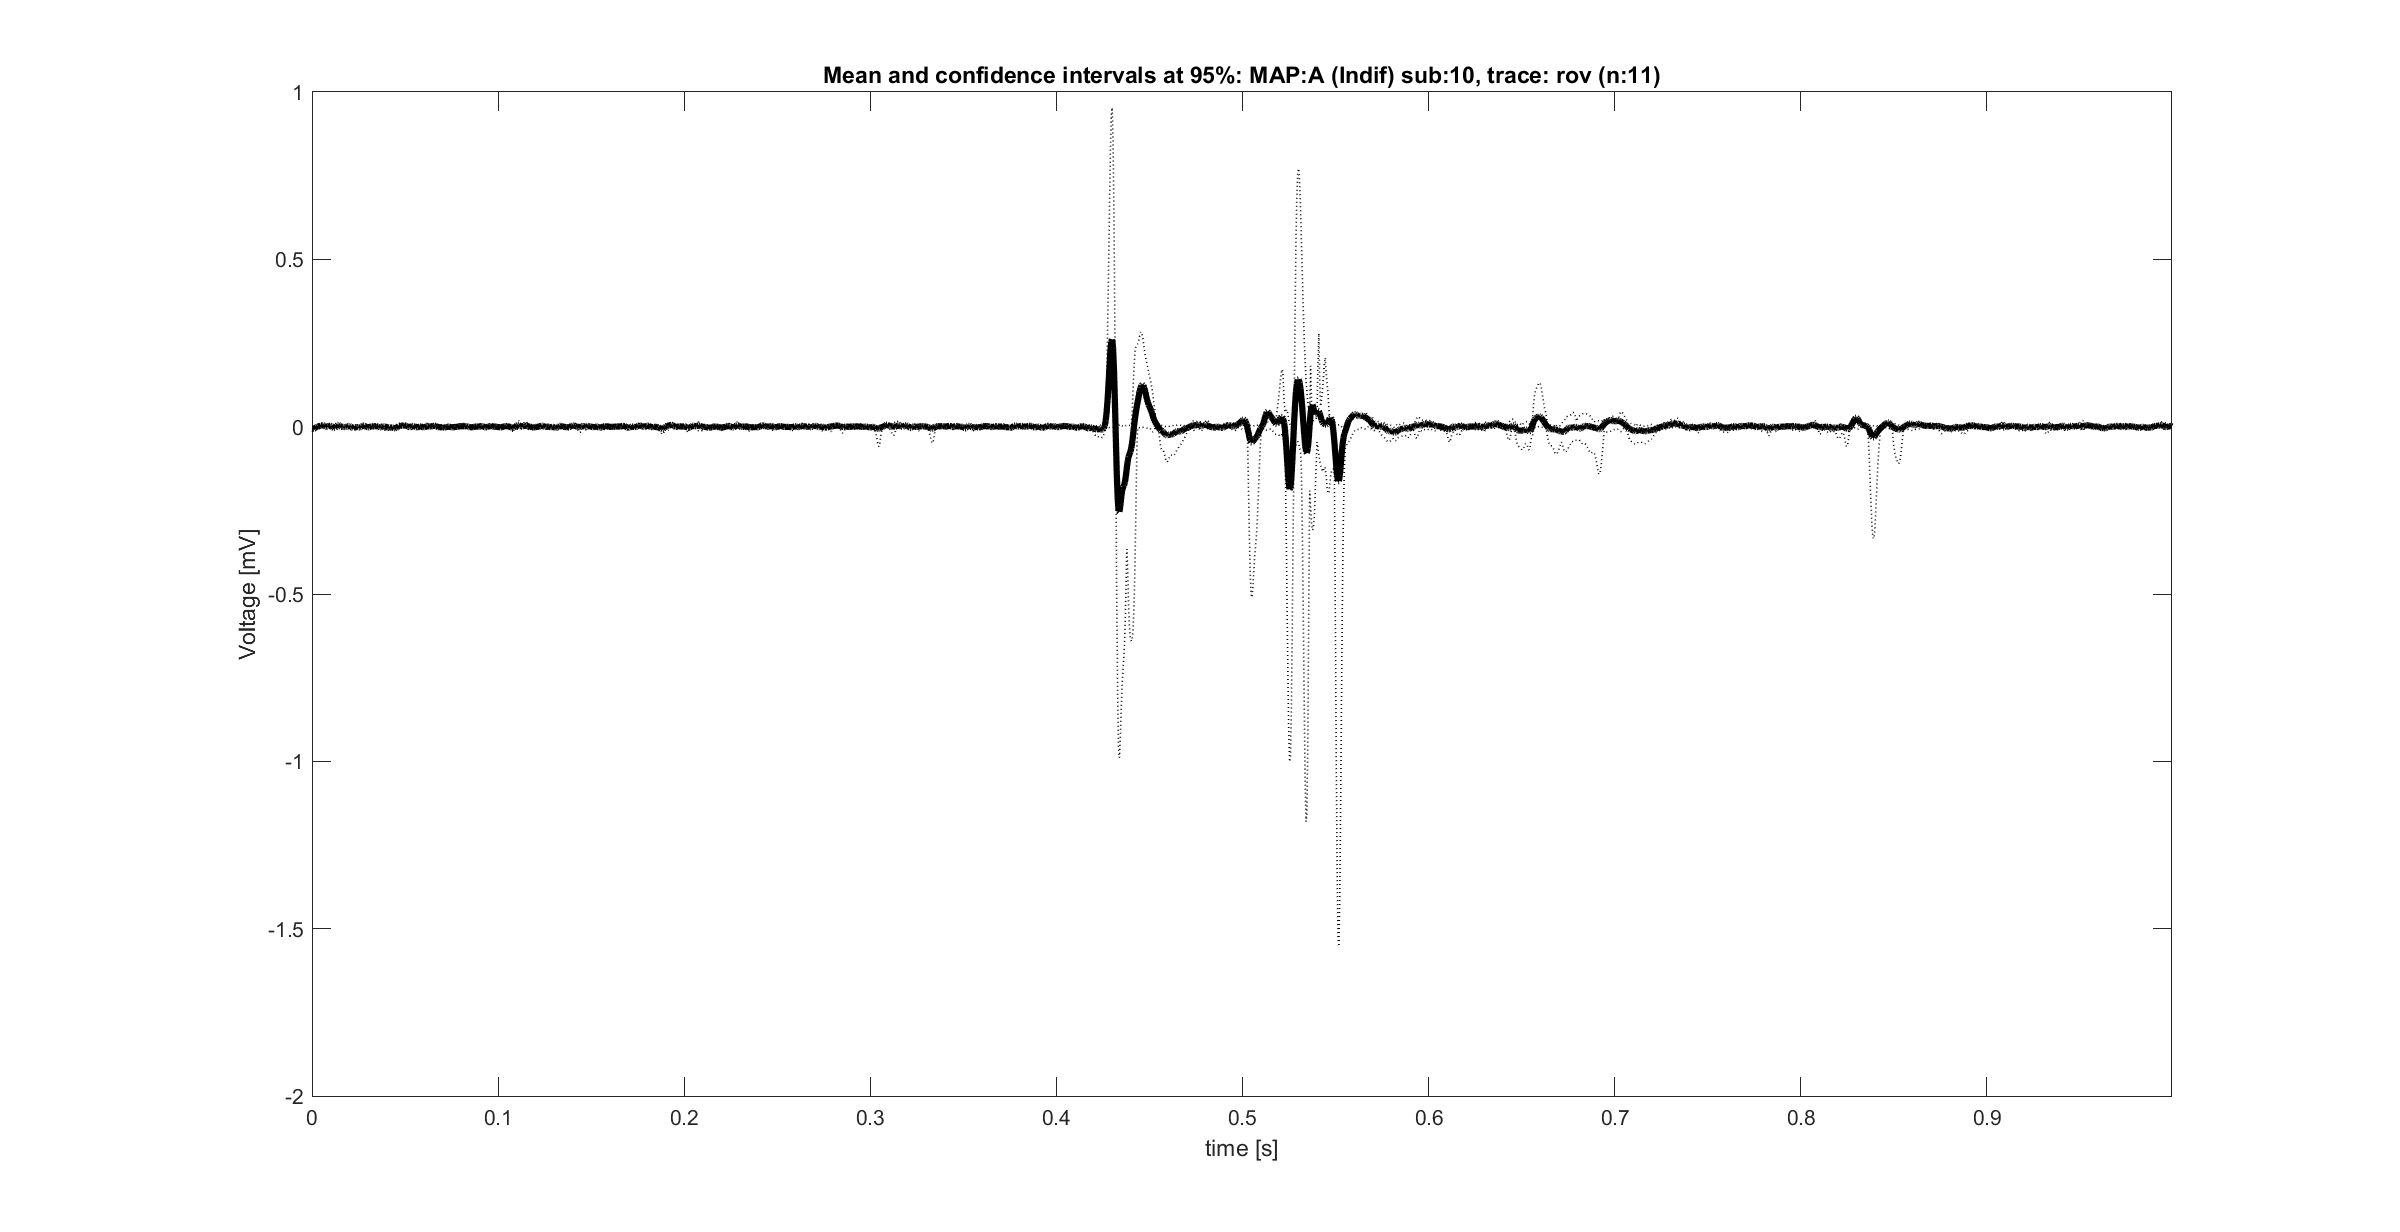 Mean and confidence intervals at 95%: MAP:A (Indif) sub:10, trace: rov (n:11)
1
0.5
0
-0.5
-1
-1.5
-2
Voltage [mV]
0 0.1 0.2 0.3 0.4 0.5 0.6 0.7 0.8 0.9
time [s]